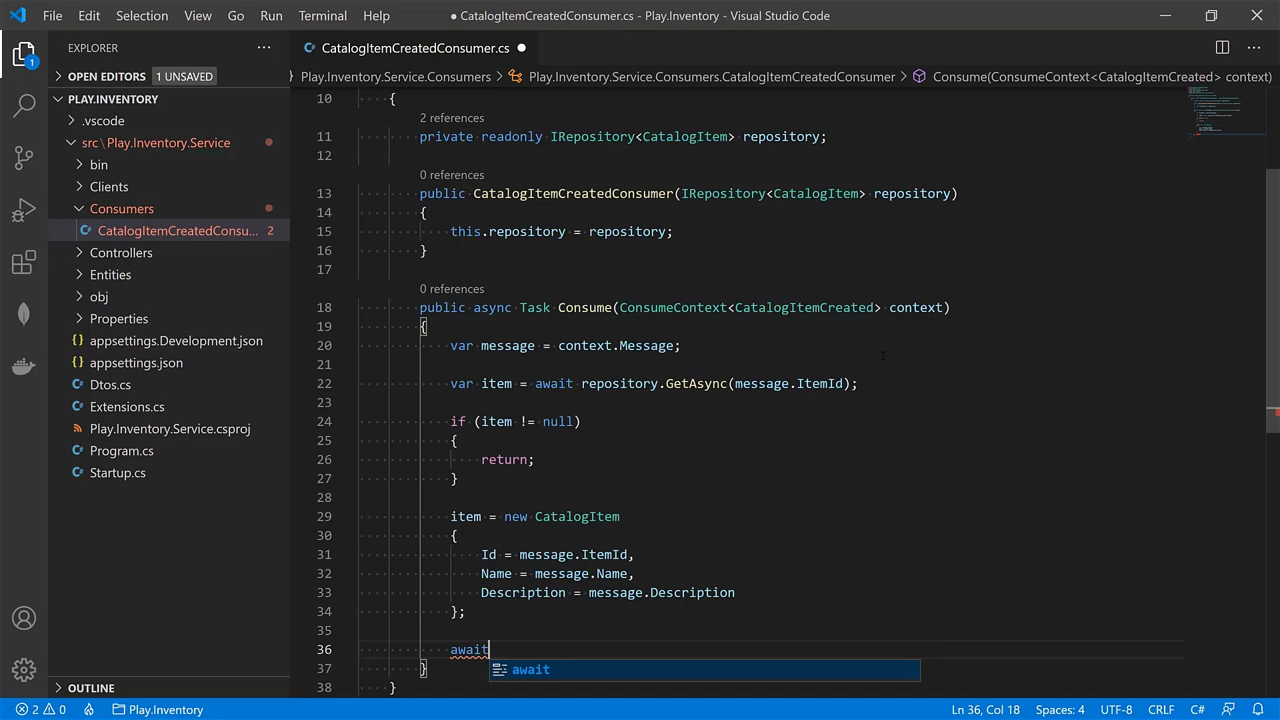 File Edit Selection View Go Run Terminal Help
● CatalogItemCreatedConsumer.cs - Play.Inventory - Visual Studio Code
EXPLORER
OPEN EDITORS 1 UNSAVED
PLAY.INVENTORY
.vscode
src \ Play.Inventory.Service
bin
Clients
Consumers
CatalogItemCreatedConsu... 2
Controllers
Entities
obj
Properties
appsettings.Development.json
appsettings.json
Dtos.cs
Extensions.cs
Play.Inventory.Service.csproj
Program.cs
Startup.cs
OUTLINE
1
CatalogItemCreatedConsumer.cs ●
} Play.Inventory.Service.Consumers > Play.Inventory.Service.Consumers.CatalogItemCreatedConsumer > Consume(ConsumeContext<CatalogItemCreated> context)
10 {
2 references
11 private readonly IRepository<CatalogItem> repository;
12
0 references
13 public CatalogItemCreatedConsumer(IRepository<CatalogItem> repository)
14 {
15 this.repository = repository;
16 }
17
0 references
18 public async Task Consume(ConsumeContext<CatalogItemCreated> context)
19 {
20 var message = context.Message;
21
22 var item = await repository.GetAsync(message.ItemId);
23
24 if (item != null)
25 {
26 return;
27 }
28
29 item = new CatalogItem
30 {
31 Id = message.ItemId,
32 Name = message.Name,
33 Description = message.Description
34 };
35
36 await
37 }
await
38 }
2 0 Play.Inventory Ln 36, Col 18 Spaces: 4 UTF-8 CRLF C#